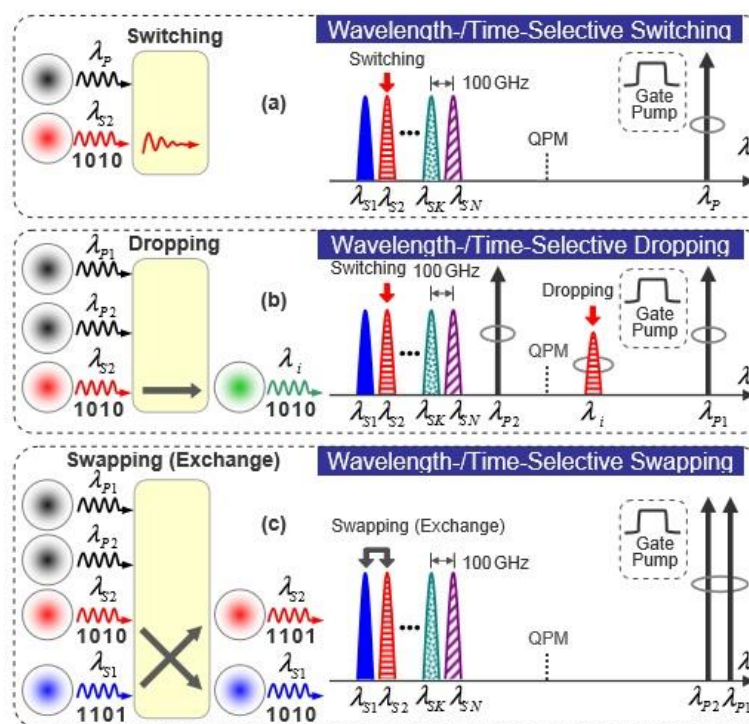 Switching
λP
λS2
1010
(a)
Wavelength-/Time-Selective Switching
Switching
100 GHz
Gate
Pump
QPM
λS1 λS2 λSK λSN λP
λ
Dropping
λP1
λP2
λS2
1010
λi
1010
(b)
Wavelength-/Time-Selective Dropping
Switching
100 GHz
Dropping
Gate
Pump
QPM
λS1 λS2 λSK λSN λP2 λi λP1
λ
Swapping (Exchange)
λP1
λP2
λS2
1010
λS1
1101
λS2
1101
λS1
1010
(c)
Wavelength-/Time-Selective Swapping
Swapping (Exchange)
100 GHz
Gate
Pump
QPM
λS1 λS2 λSK λSN λP2 λP1
λ